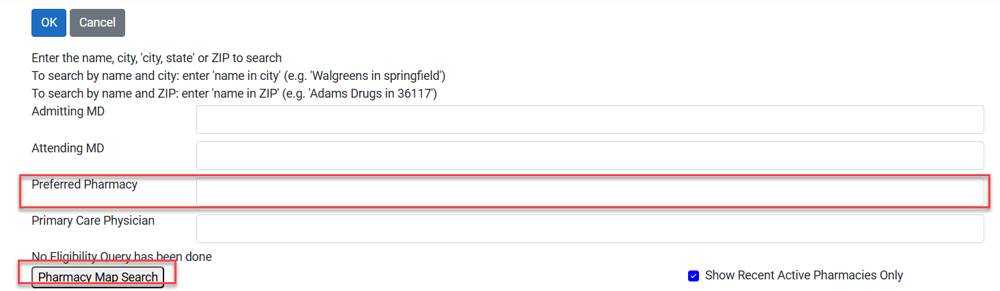 OK Cancel
Enter the name, city, 'city, state' or ZIP to search
To search by name and city: enter 'name in city' (e.g. 'Walgreens in springfield')
To search by name and ZIP: enter 'name in ZIP' (e.g. 'Adams Drugs in 36117')
Admitting MD
Attending MD
Preferred Pharmacy
Primary Care Physician
No Eligibility Query has been done
Pharmacy Map Search Show Recent Active Pharmacies Only